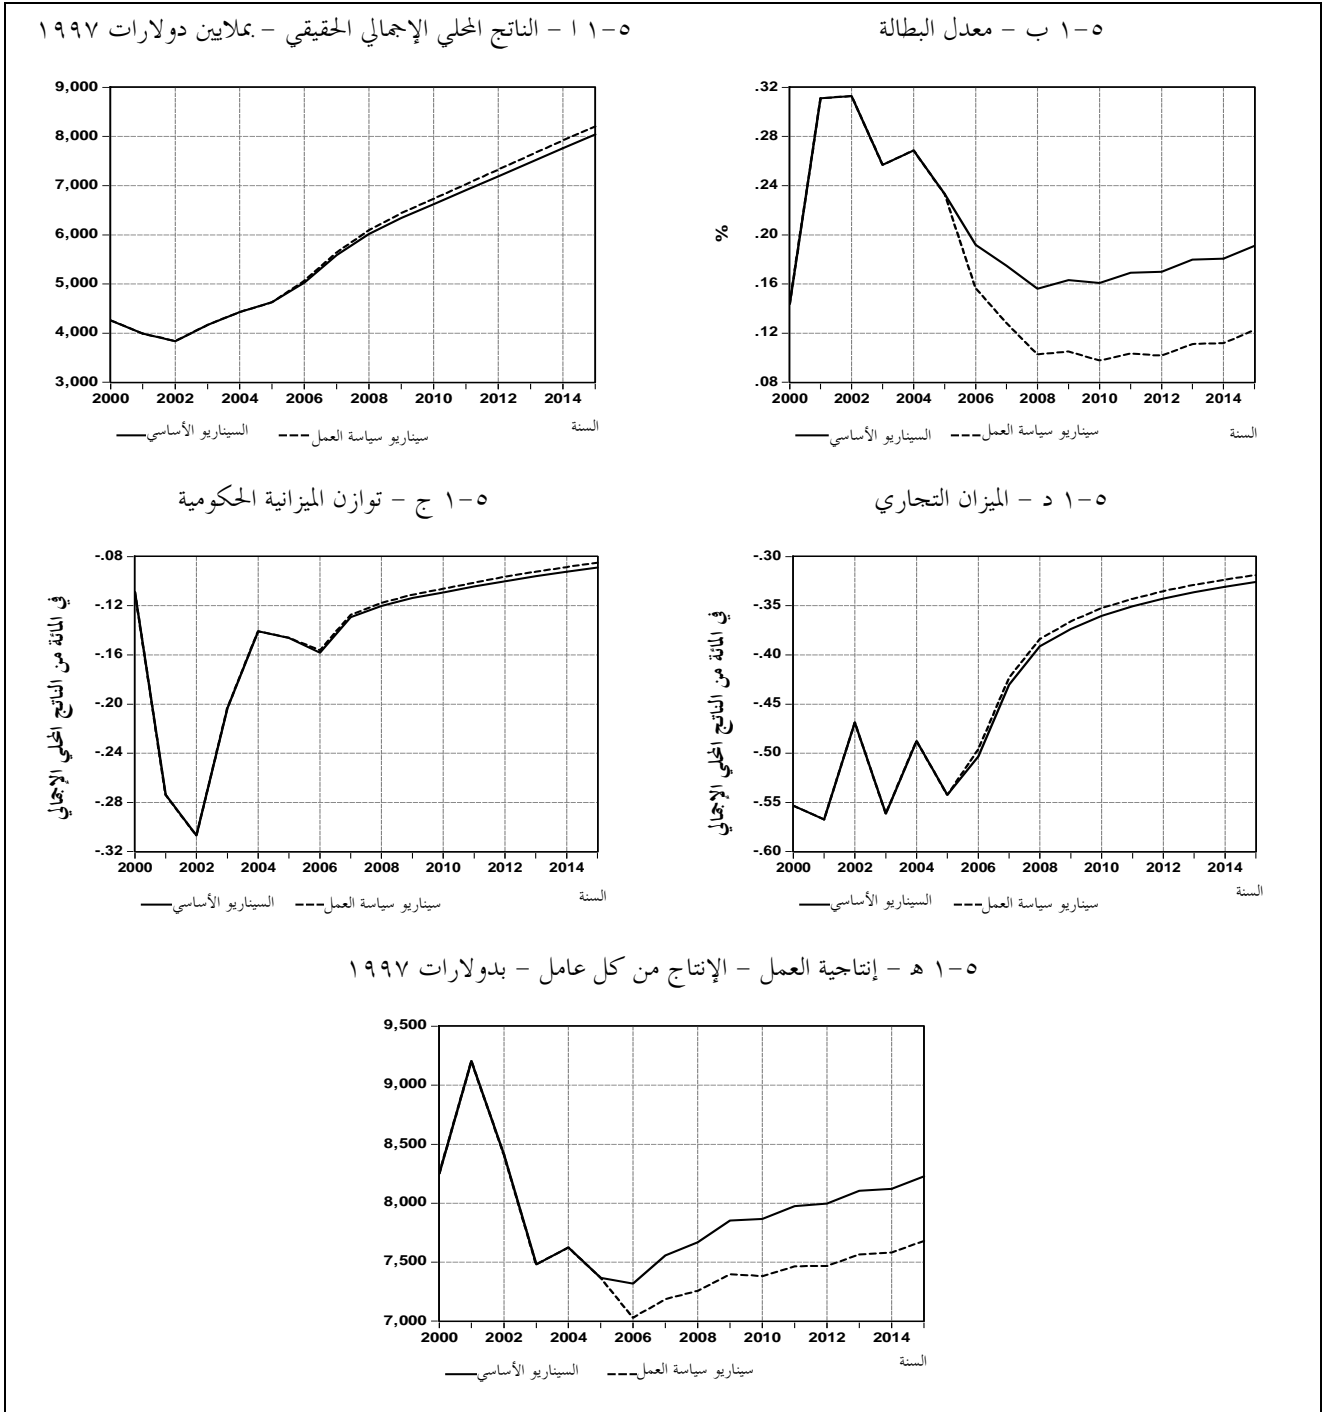 ٥-١ ا - الناتج المحلي الإجمالي الحقيقي - بملايين دولارات ١٩٩٧
9,000
8,000
7,000
6,000
5,000
4,000
3,000
2000 2002 2004 2006 2008 2010 2012 2014
السيناريو الأساسي سيناريو سياسة العمل السنة
٥-١ ب - معدل البطالة
%
.32
.28
.24
.20
.16
.12
.08
2000 2002 2004 2006 2008 2010 2012 2014
السيناريو الأساسي سيناريو سياسة العمل السنة
٥-١ ج - توازن الميزانية الحكومية
في المائة من الناتج المحلي الإجمالي
-.08
-.12
-.16
-.20
-.24
-.28
-.32
2000 2002 2004 2006 2008 2010 2012 2014
السيناريو الأساسي سيناريو سياسة العمل السنة
٥-١ د - الميزان التجاري
في المائة من الناتج المحلي الإجمالي
-.30
-.35
-.40
-.45
-.50
-.55
-.60
2000 2002 2004 2006 2008 2010 2012 2014
السيناريو الأساسي سيناريو سياسة العمل السنة
٥-١ ه - إنتاجية العمل - الإنتاج من كل عامل - بدولارات ١٩٩٧
9,500
9,000
8,500
8,000
7,500
7,000
2000 2002 2004 2006 2008 2010 2012 2014
السيناريو الأساسي سيناريو سياسة العمل السنة